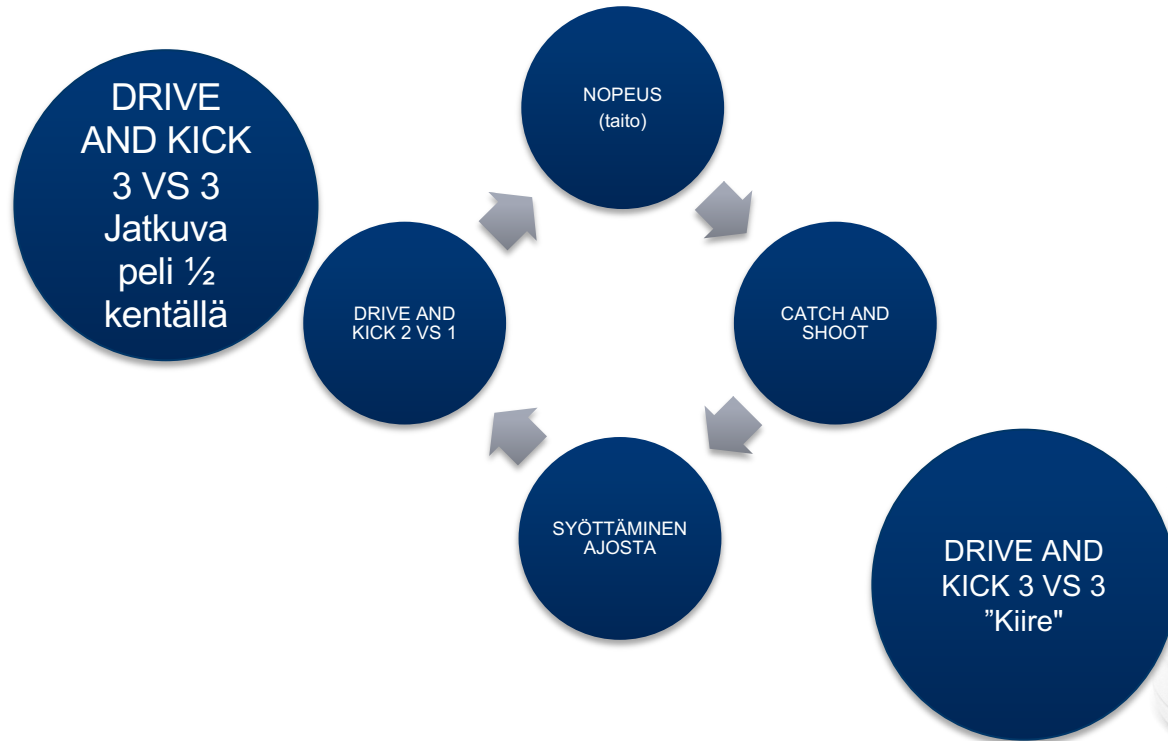 DRIVE
AND KICK
3 VS 3
Jatkuva
peli ½
kentällä
NOPEUS
(taito)
CATCH AND
SHOOT
SYÖTTÄMINEN
AJOSTA
DRIVE AND
KICK 2 VS 1
DRIVE AND
KICK 3 VS 3
”Kiire"